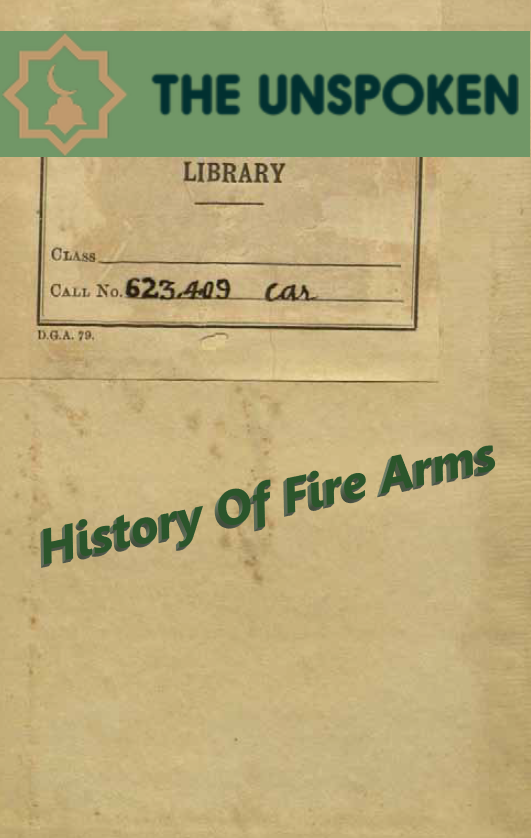 THE UNSPOKEN
LIBRARY
CLASS
CALL No. 623.409 Car
D.G.A. 79.
History Of Fire Arms